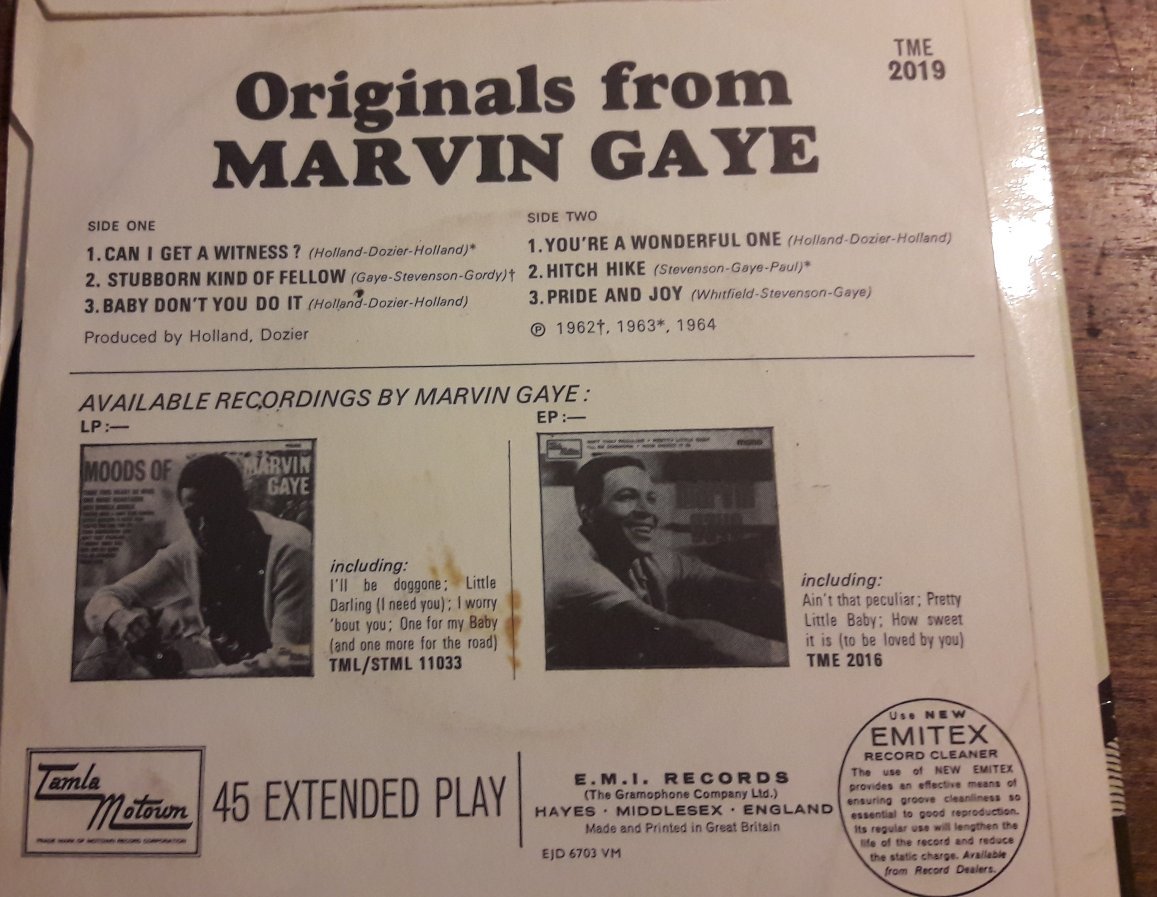 TME
2019
Originals from
MARVIN GAYE
SIDE ONE
1. CAN I GET A WITNESS? (Holland-Dozier-Holland)*
2. STUBBORN KIND OF FELLOW (Gaye-Stevenson-Gordy)†
3. BABY DON'T YOU DO IT (Holland-Dozier-Holland)
Produced by Holland, Dozier
SIDE TWO
1. YOU'RE A WONDERFUL ONE (Holland-Dozier-Holland)
2. HITCH HIKE (Stevenson-Gaye-Paul)*
3. PRIDE AND JOY (Whitfield-Stevenson-Gaye)
℗ 1962†, 1963*, 1964
AVAILABLE RECORDINGS BY MARVIN GAYE :
LP :—
MOODS OF
MARVIN
GAYE
including:
I'll be doggone; Little
Darling (I need you); I worry
'bout you; One for my Baby
(and one more for the road)
TML/STML 11033
EP :—
mono
including:
Ain't that peculiar; Pretty
Little Baby; How sweet
it is (to be loved by you)
TME 2016
Tamla
Motown
TRADE MARK OF MOTOWN RECORD CORPORATION
45 EXTENDED PLAY
E.M.I. RECORDS
(The Gramophone Company Ltd.)
HAYES · MIDDLESEX · ENGLAND
Made and Printed in Great Britain
EJD 6703 VM
Use NEW
EMITEX
RECORD CLEANER
The use of NEW EMITEX
provides an effective means of
ensuring groove cleanliness so
essential to good reproduction.
Its regular use will lengthen the
life of the record and reduce
the static charge. Available
from Record Dealers.